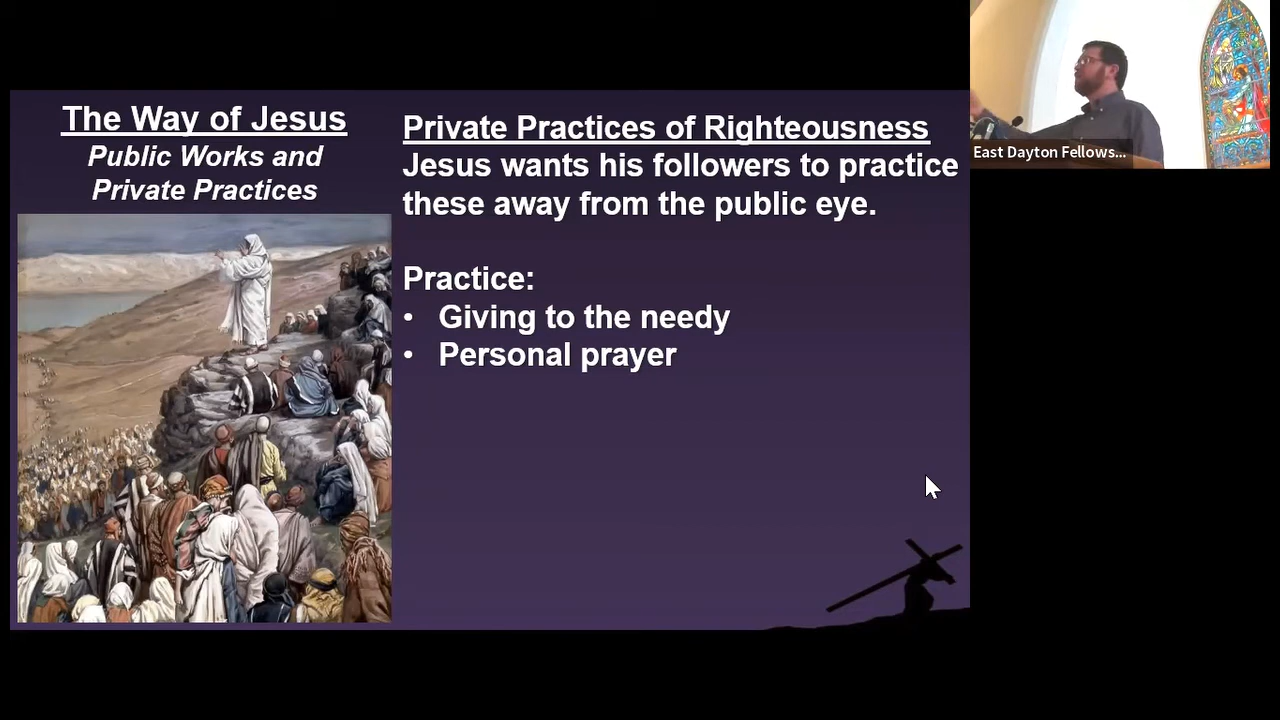 The Way of Jesus
Public Works and
Private Practices
Private Practices of Righteousness
Jesus wants his followers to practice
these away from the public eye.
Practice:
• Giving to the needy
• Personal prayer
East Dayton Fellows...